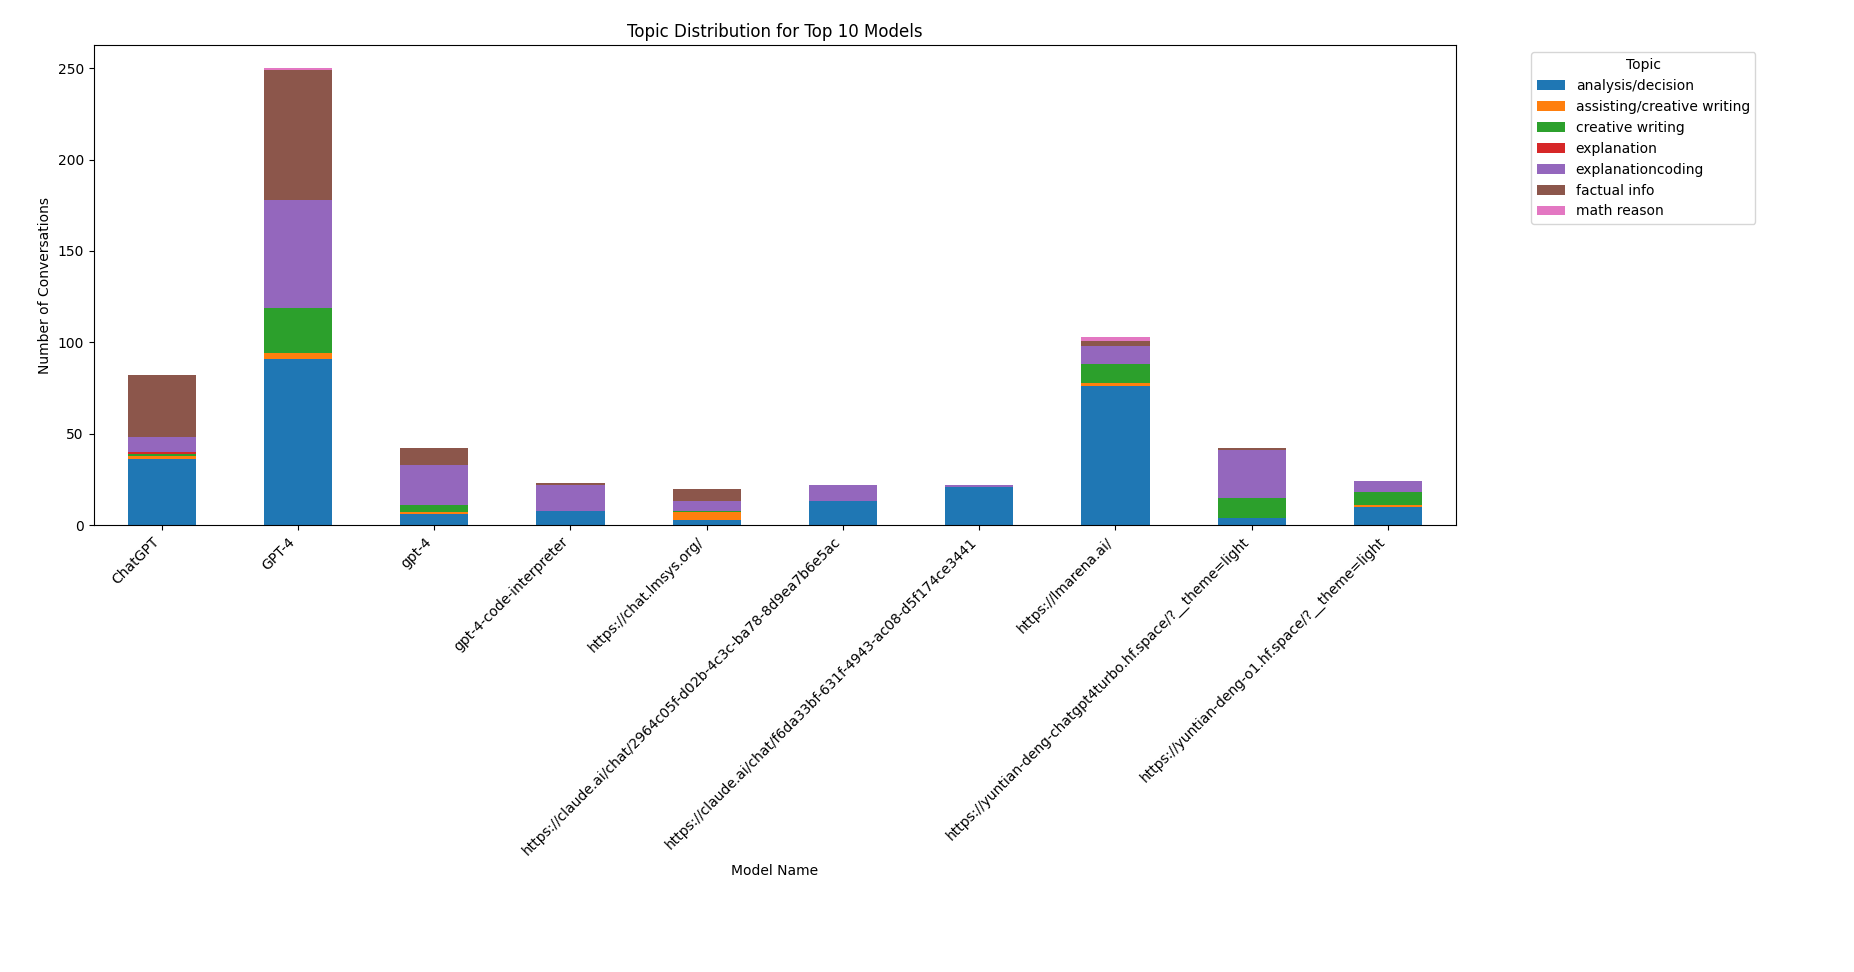 Topic Distribution for Top 10 Models
Number of Conversations
250
200
150
100
50
0
ChatGPT
GPT-4
gpt-4
gpt-4-code-interpreter
https://chat.lmsys.org/
https://claude.ai/chat/2964c05f-d02b-4c3c-ba78-8d9ea7b6e5ac
https://claude.ai/chat/f6da33bf-631f-4943-ac08-d5f174ce3441
https://lmarena.ai/
https://yuntian-deng-chatgpt4turbo.hf.space/?__theme=light
https://yuntian-deng-o1.hf.space/?__theme=light
Model Name
Topic
analysis/decision
assisting/creative writing
creative writing
explanation
explanationcoding
factual info
math reason